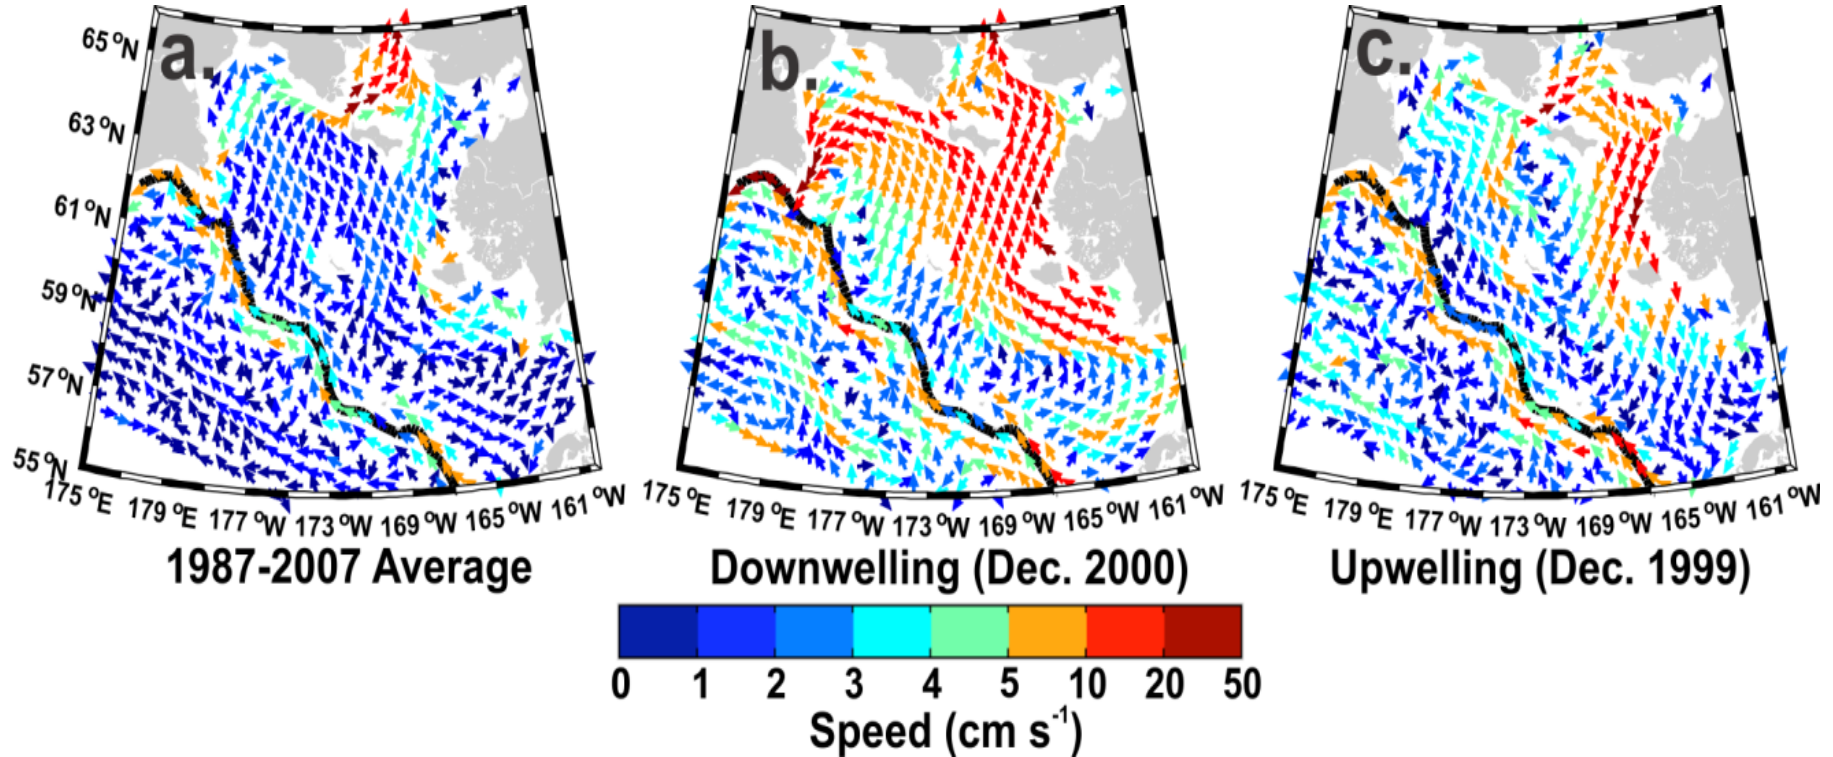 a.
b.
c.
65°N
63°N
61°N
59°N
57°N
55°N
175°E 179°E 177°W 173°W 169°W 165°W 161°W
175°E 179°E 177°W 173°W 169°W 165°W 161°W
175°E 179°E 177°W 173°W 169°W 165°W 161°W
1987-2007 Average
Downwelling (Dec. 2000)
Upwelling (Dec. 1999)
0 1 2 3 4 5 10 20 50
Speed (cm s⁻¹)